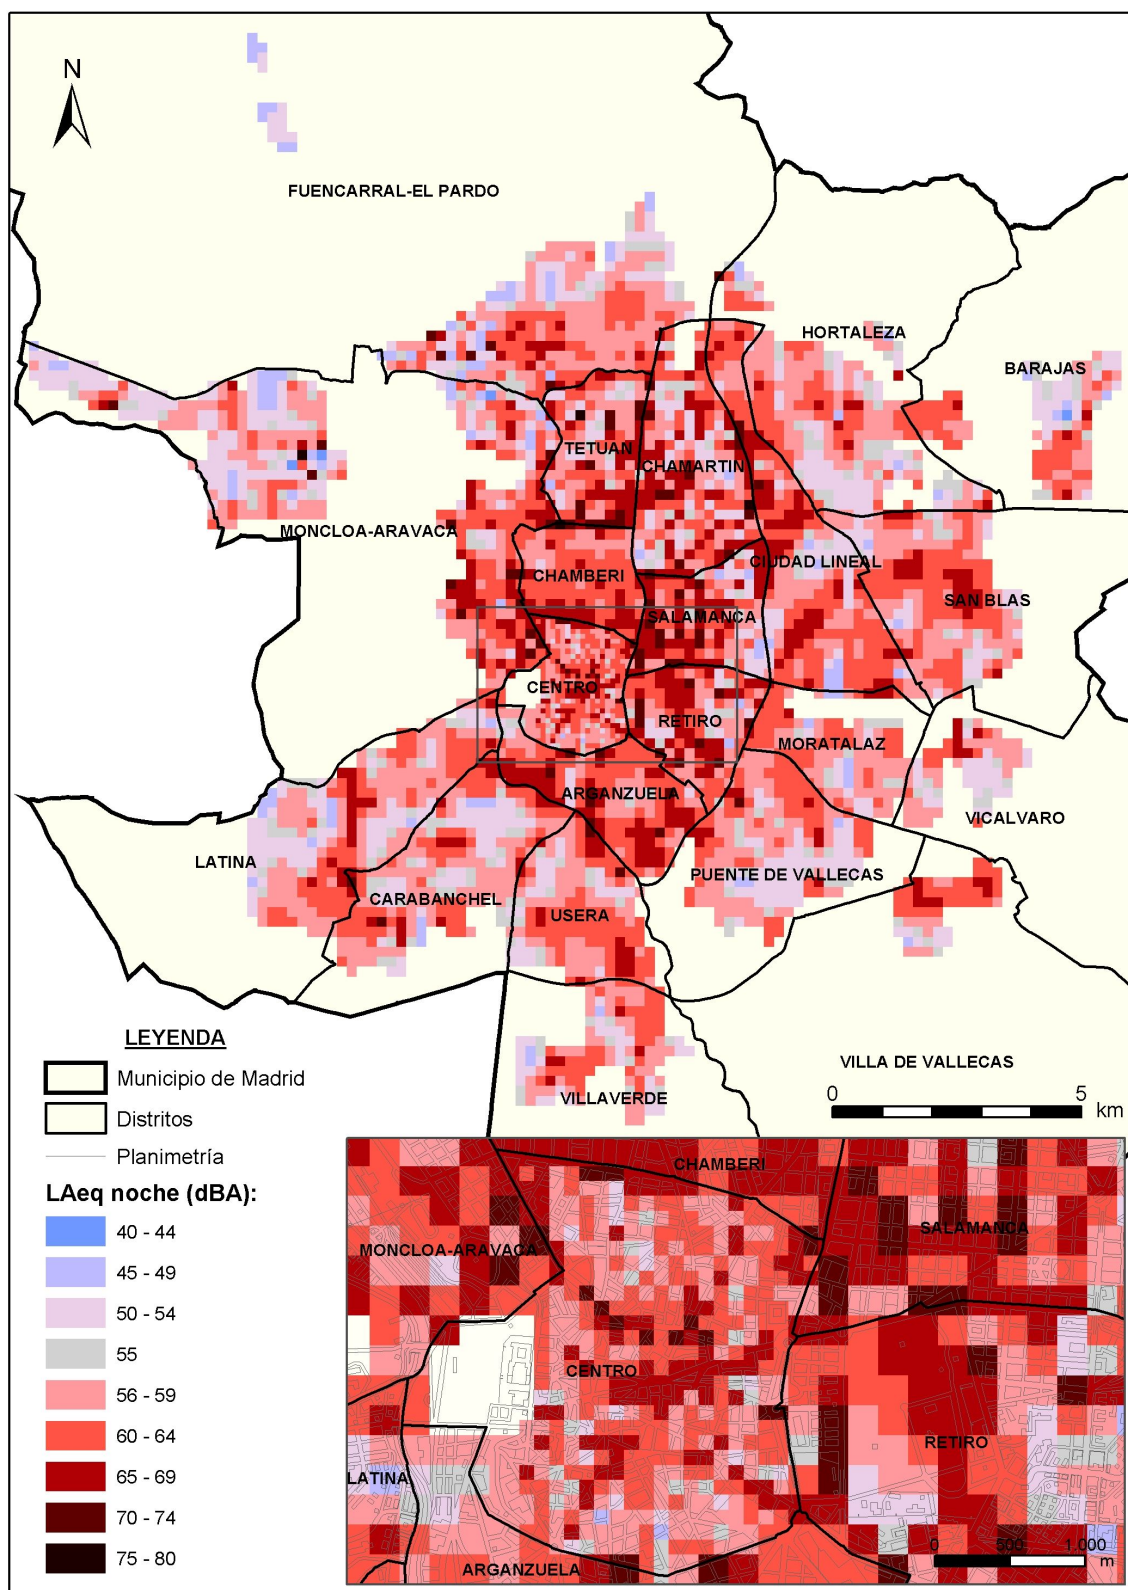 N
FUENCARRAL-EL PARDO
HORTALEZA
BARAJAS
TETUAN
CHAMARTIN
MONCLOA-ARAVACA
CIUDAD LINEAL
CHAMBERI
SAN BLAS
SALAMANCA
CENTRO
RETIRO
MORATALAZ
ARGANZUELA
VICALVARO
LATINA
PUENTE DE VALLECAS
CARABANCHEL
USERA
VILLA DE VALLECAS
VILLAVERDE
0 5
km
LEYENDA
Municipio de Madrid
Distritos
Planimetría
LAeq noche (dBA):
40 - 44
45 - 49
50 - 54
55
56 - 59
60 - 64
65 - 69
70 - 74
75 - 80
CHAMBERI
SALAMANCA
MONCLOA-ARAVACA
CENTRO
RETIRO
LATINA
ARGANZUELA
0 500 1.000
m